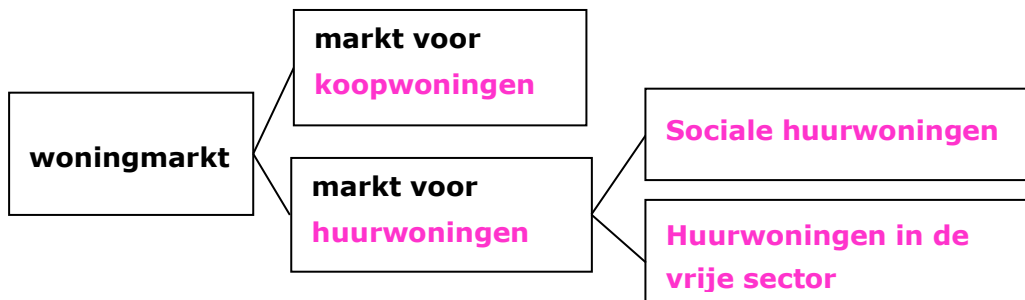 woningmarkt
markt voor
koopwoningen
markt voor
huurwoningen
Sociale huurwoningen
Huurwoningen in de
vrije sector